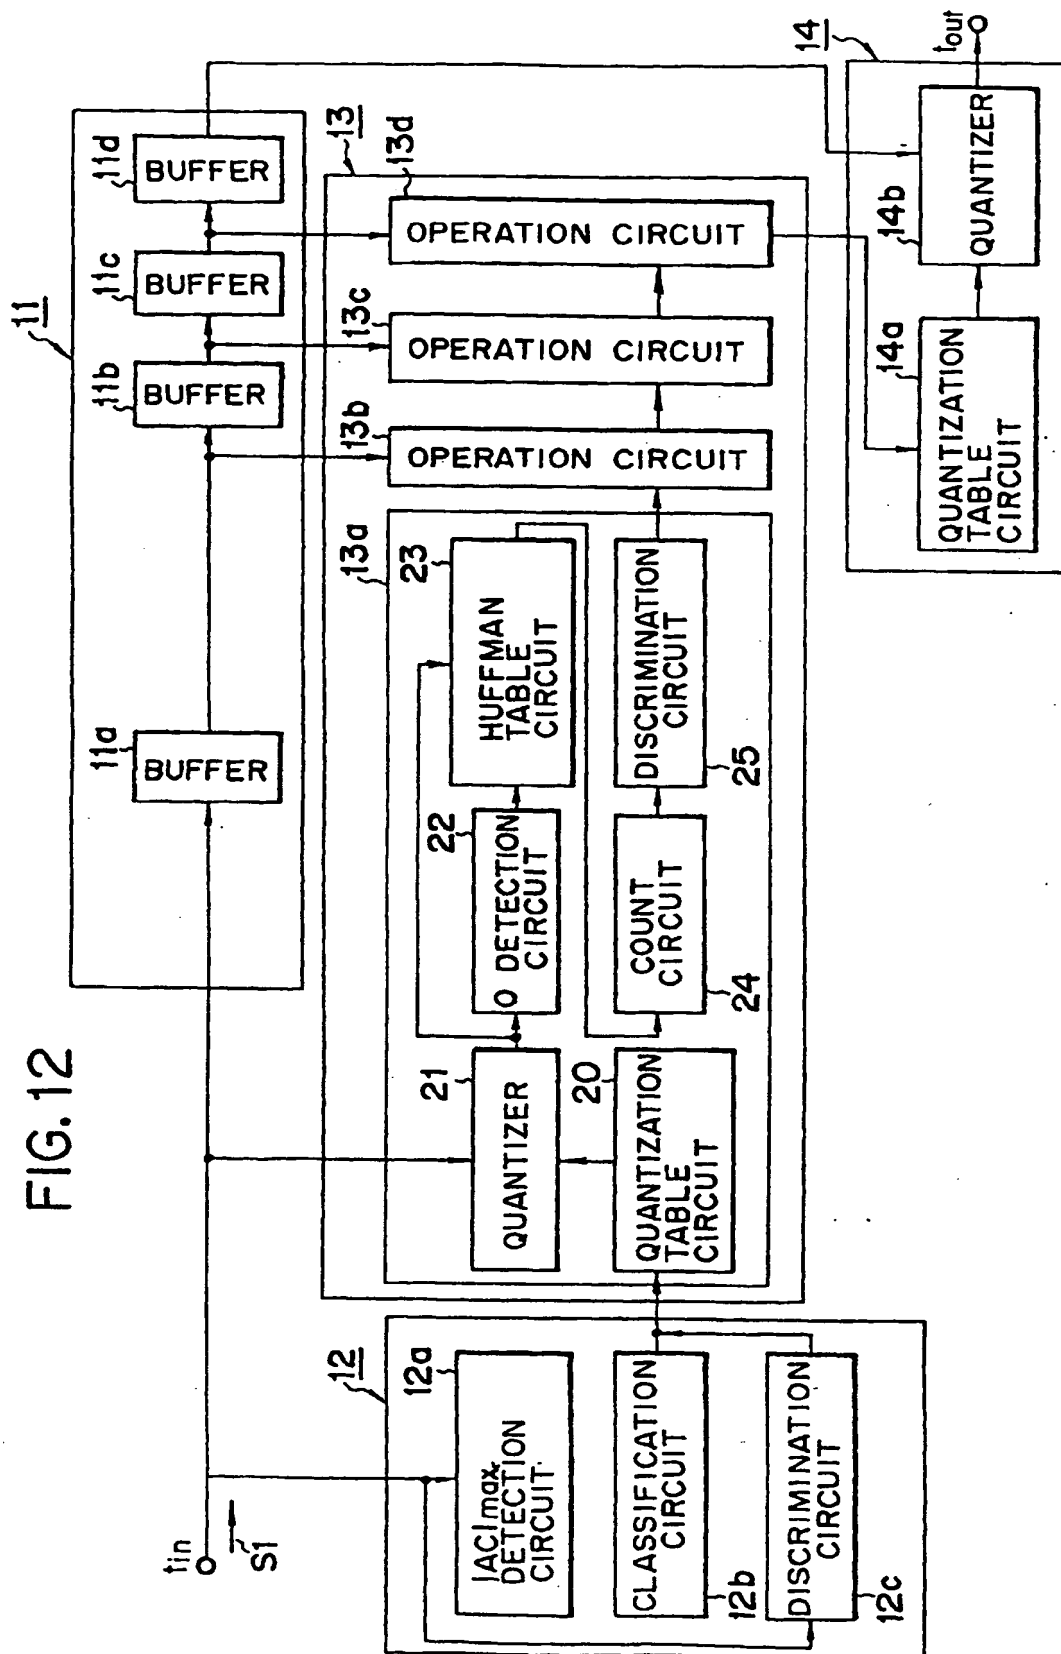 FIG. 12
tin
S1
11
11a
BUFFER
11b
BUFFER
11c
BUFFER
11d
BUFFER
12
12a
|AC|max.
DETECTION
CIRCUIT
CLASSIFICATION
CIRCUIT
12b
DISCRIMINATION
CIRCUIT
12c
13
13a
21
QUANTIZER
20
QUANTIZATION
TABLE
CIRCUIT
22
0 DETECTION
CIRCUIT
23
HUFFMAN
TABLE
CIRCUIT
COUNT
CIRCUIT
24
DISCRIMINATION
CIRCUIT
25
13b
OPERATION CIRCUIT
13c
OPERATION CIRCUIT
13d
OPERATION CIRCUIT
14
14a
QUANTIZATION
TABLE
CIRCUIT
14b
QUANTIZER
tout